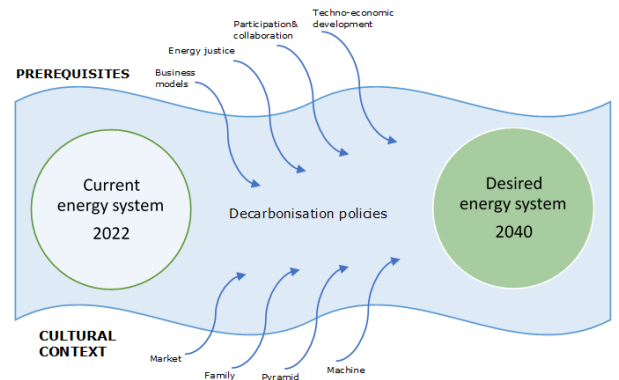 Techno-economic
development
Participation&
collaboration
Energy justice
PREREQUISITES
Business
models
Current
energy system
2022
Decarbonisation policies
Desired
energy system
2040
CULTURAL
CONTEXT
Market
Family
Pyramid
Machine